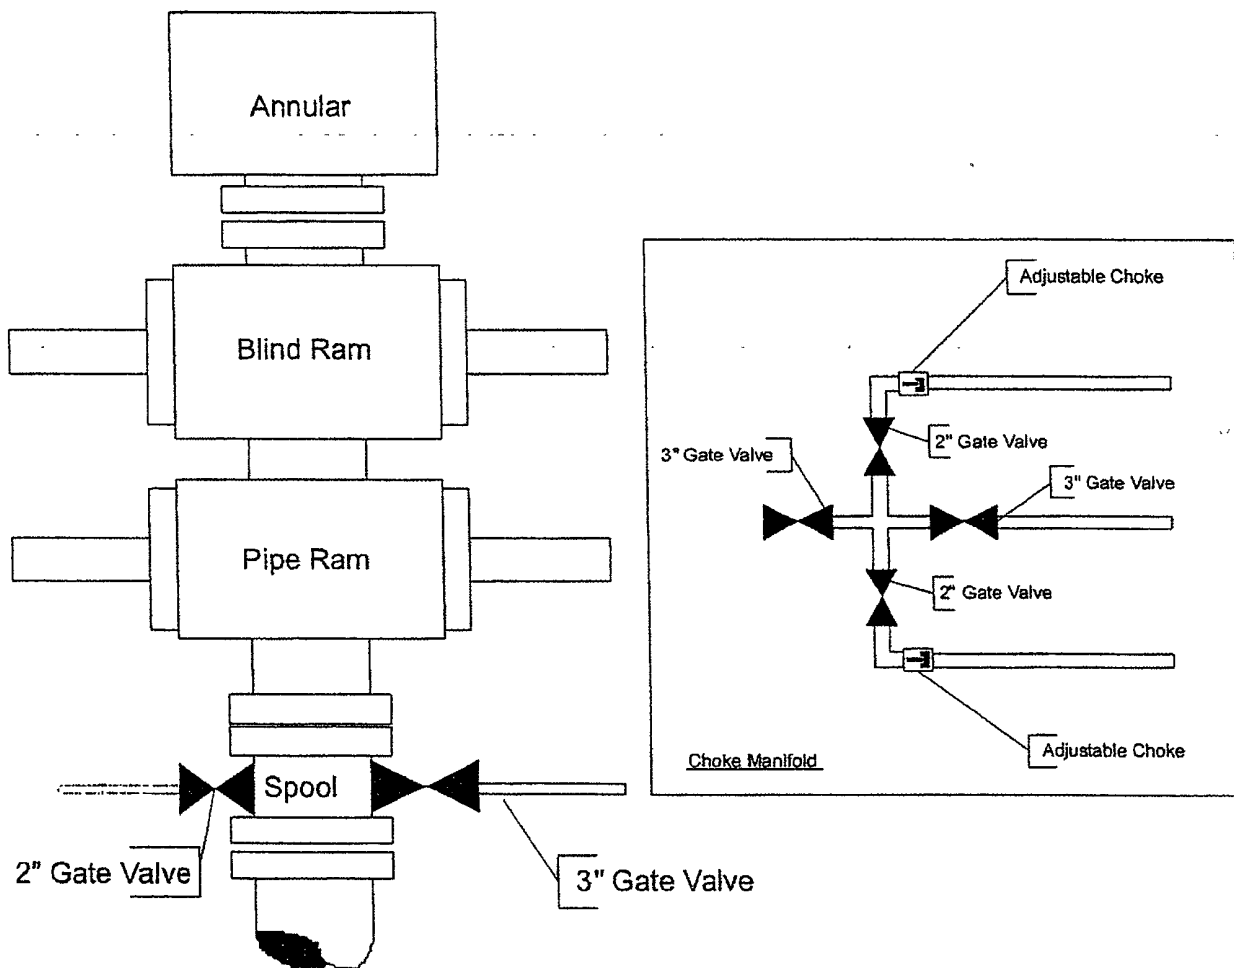 Annular
Blind Ram
Pipe Ram
Spool
2" Gate Valve
3" Gate Valve
Adjustable Choke
2" Gate Valve
3" Gate Valve
3" Gate Valve
2" Gate Valve
Adjustable Choke
Choke Manifold